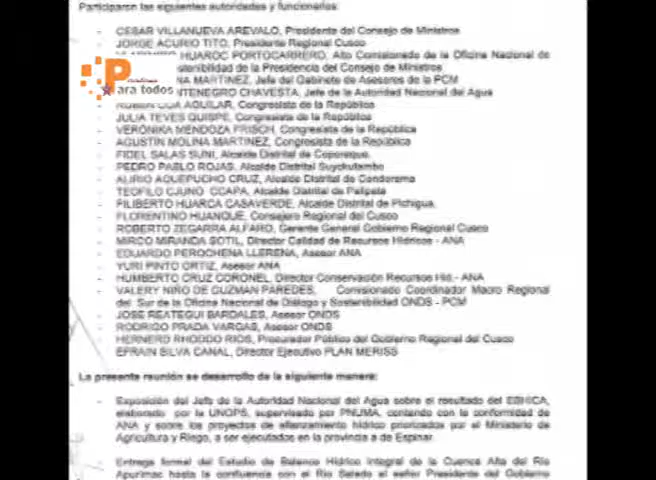 Participaron las siguientes autoridades y funcionarios:
- CESAR VILLANUEVA AREVALO, Presidente del Consejo de Ministros
- JORGE ACURIO TITO, Presidente Regional Cusco
HUAROC PORTOCARRERO, Alto Comisionado de la Oficina Nacional de
Sostenibilidad de la Presidencia del Consejo de Ministros
MARTINEZ, Jefa del Gabinete de Asesores de la PCM
para todos
CHAVESTA, Jefe de la Autoridad Nacional del Agua
- RUBEN COA AGUILAR, Congresista de la República
- JULIA TEVES QUISPE, Congresista de la República
- VERONIKA MENDOZA FRISCH, Congresista de la República
- AGUSTIN MOLINA MARTINEZ, Congresista de la República
- FIDEL SALAS SUNI, Alcalde Distrital de Coporaque.
- PEDRO PABLO ROJAS, Alcalde Distrital Suyckutambo
- ALIRIO AQUEPUCHO CRUZ, Alcalde Distrital de Condoroma
- TEOFILO CJUNO CCAPA, Alcalde Distrital de Pallpata
- FILIBERTO HUARCA CASAVERDE, Alcalde Distrital de Pichigua.
- FLORENTINO HUANQUE, Consejero Regional del Cusco
- ROBERTO ZEGARRA ALFARO, Gerente General Gobierno Regional Cusco
- MIRCO MIRANDA SOTIL, Director Calidad de Recursos Hídricos - ANA
- EDUARDO PEROCHENA LLERENA, Asesor ANA
- YURI PINTO ORTIZ, Asesor ANA
- HUMBERTO CRUZ CORONEL, Director Conservación Recursos Híd.- ANA
- VALERY NIÑO DE GUZMAN PAREDES, Comisionado Coordinador Macro Regional
del Sur de la Oficina Nacional de Diálogo y Sostenibilidad ONDS - PCM
- JOSE REATEGUI BARDALES, Asesor ONDS
- RODRIGO PRADA VARGAS, Asesor ONDS
- HERNERD RHODDO RIOS, Procurador Público del Gobierno Regional del Cusco
- EFRAIN SILVA CANAL, Director Ejecutivo PLAN MERISS
La presente reunión se desarrollo de la siguiente manera:
- Exposición del Jefe de la Autoridad Nacional del Agua sobre el resultado del EBHICA,
elaborado por la UNOPS, supervisado por PNUMA, contando con la conformidad de
ANA y sobre los proyectos de afianzamiento hídrico priorizados por el Ministerio de
Agricultura y Riego, a ser ejecutados en la provincia a de Espinar.
- Entrega formal del Estudio de Balance Hídrico Integral de la Cuenca Alta del Río
Apurimac hasta la confluencia con el Río Salado al señor Presidente del Gobierno